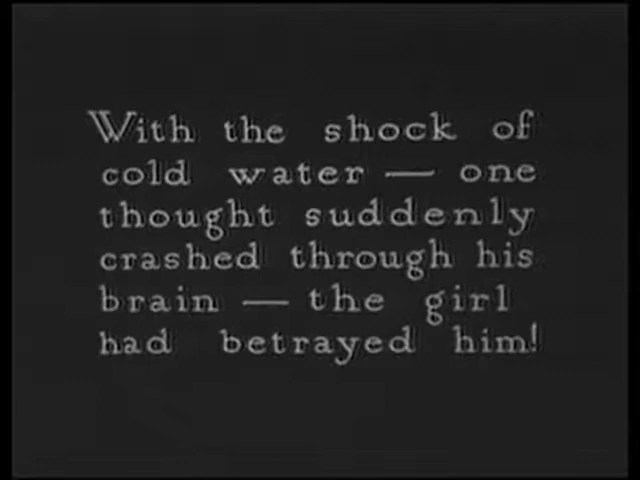 With the shock of
cold water — one
thought suddenly
crashed through his
brain — the girl
had betrayed him!